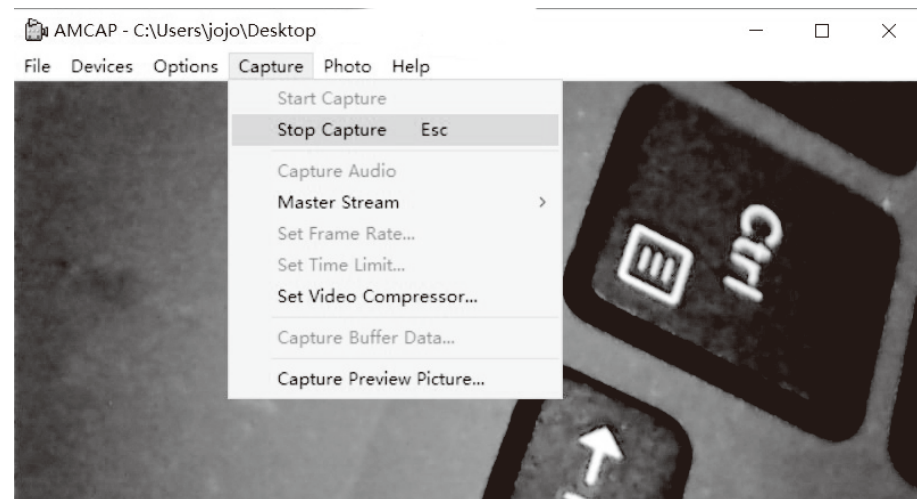 AMCAP - C:\Users\jojo\Desktop
File Devices Options Capture Photo Help
Start Capture
Stop Capture Esc
Capture Audio
Master Stream
Set Frame Rate...
Set Time Limit...
Set Video Compressor...
Capture Buffer Data...
Capture Preview Picture...
Ctrl